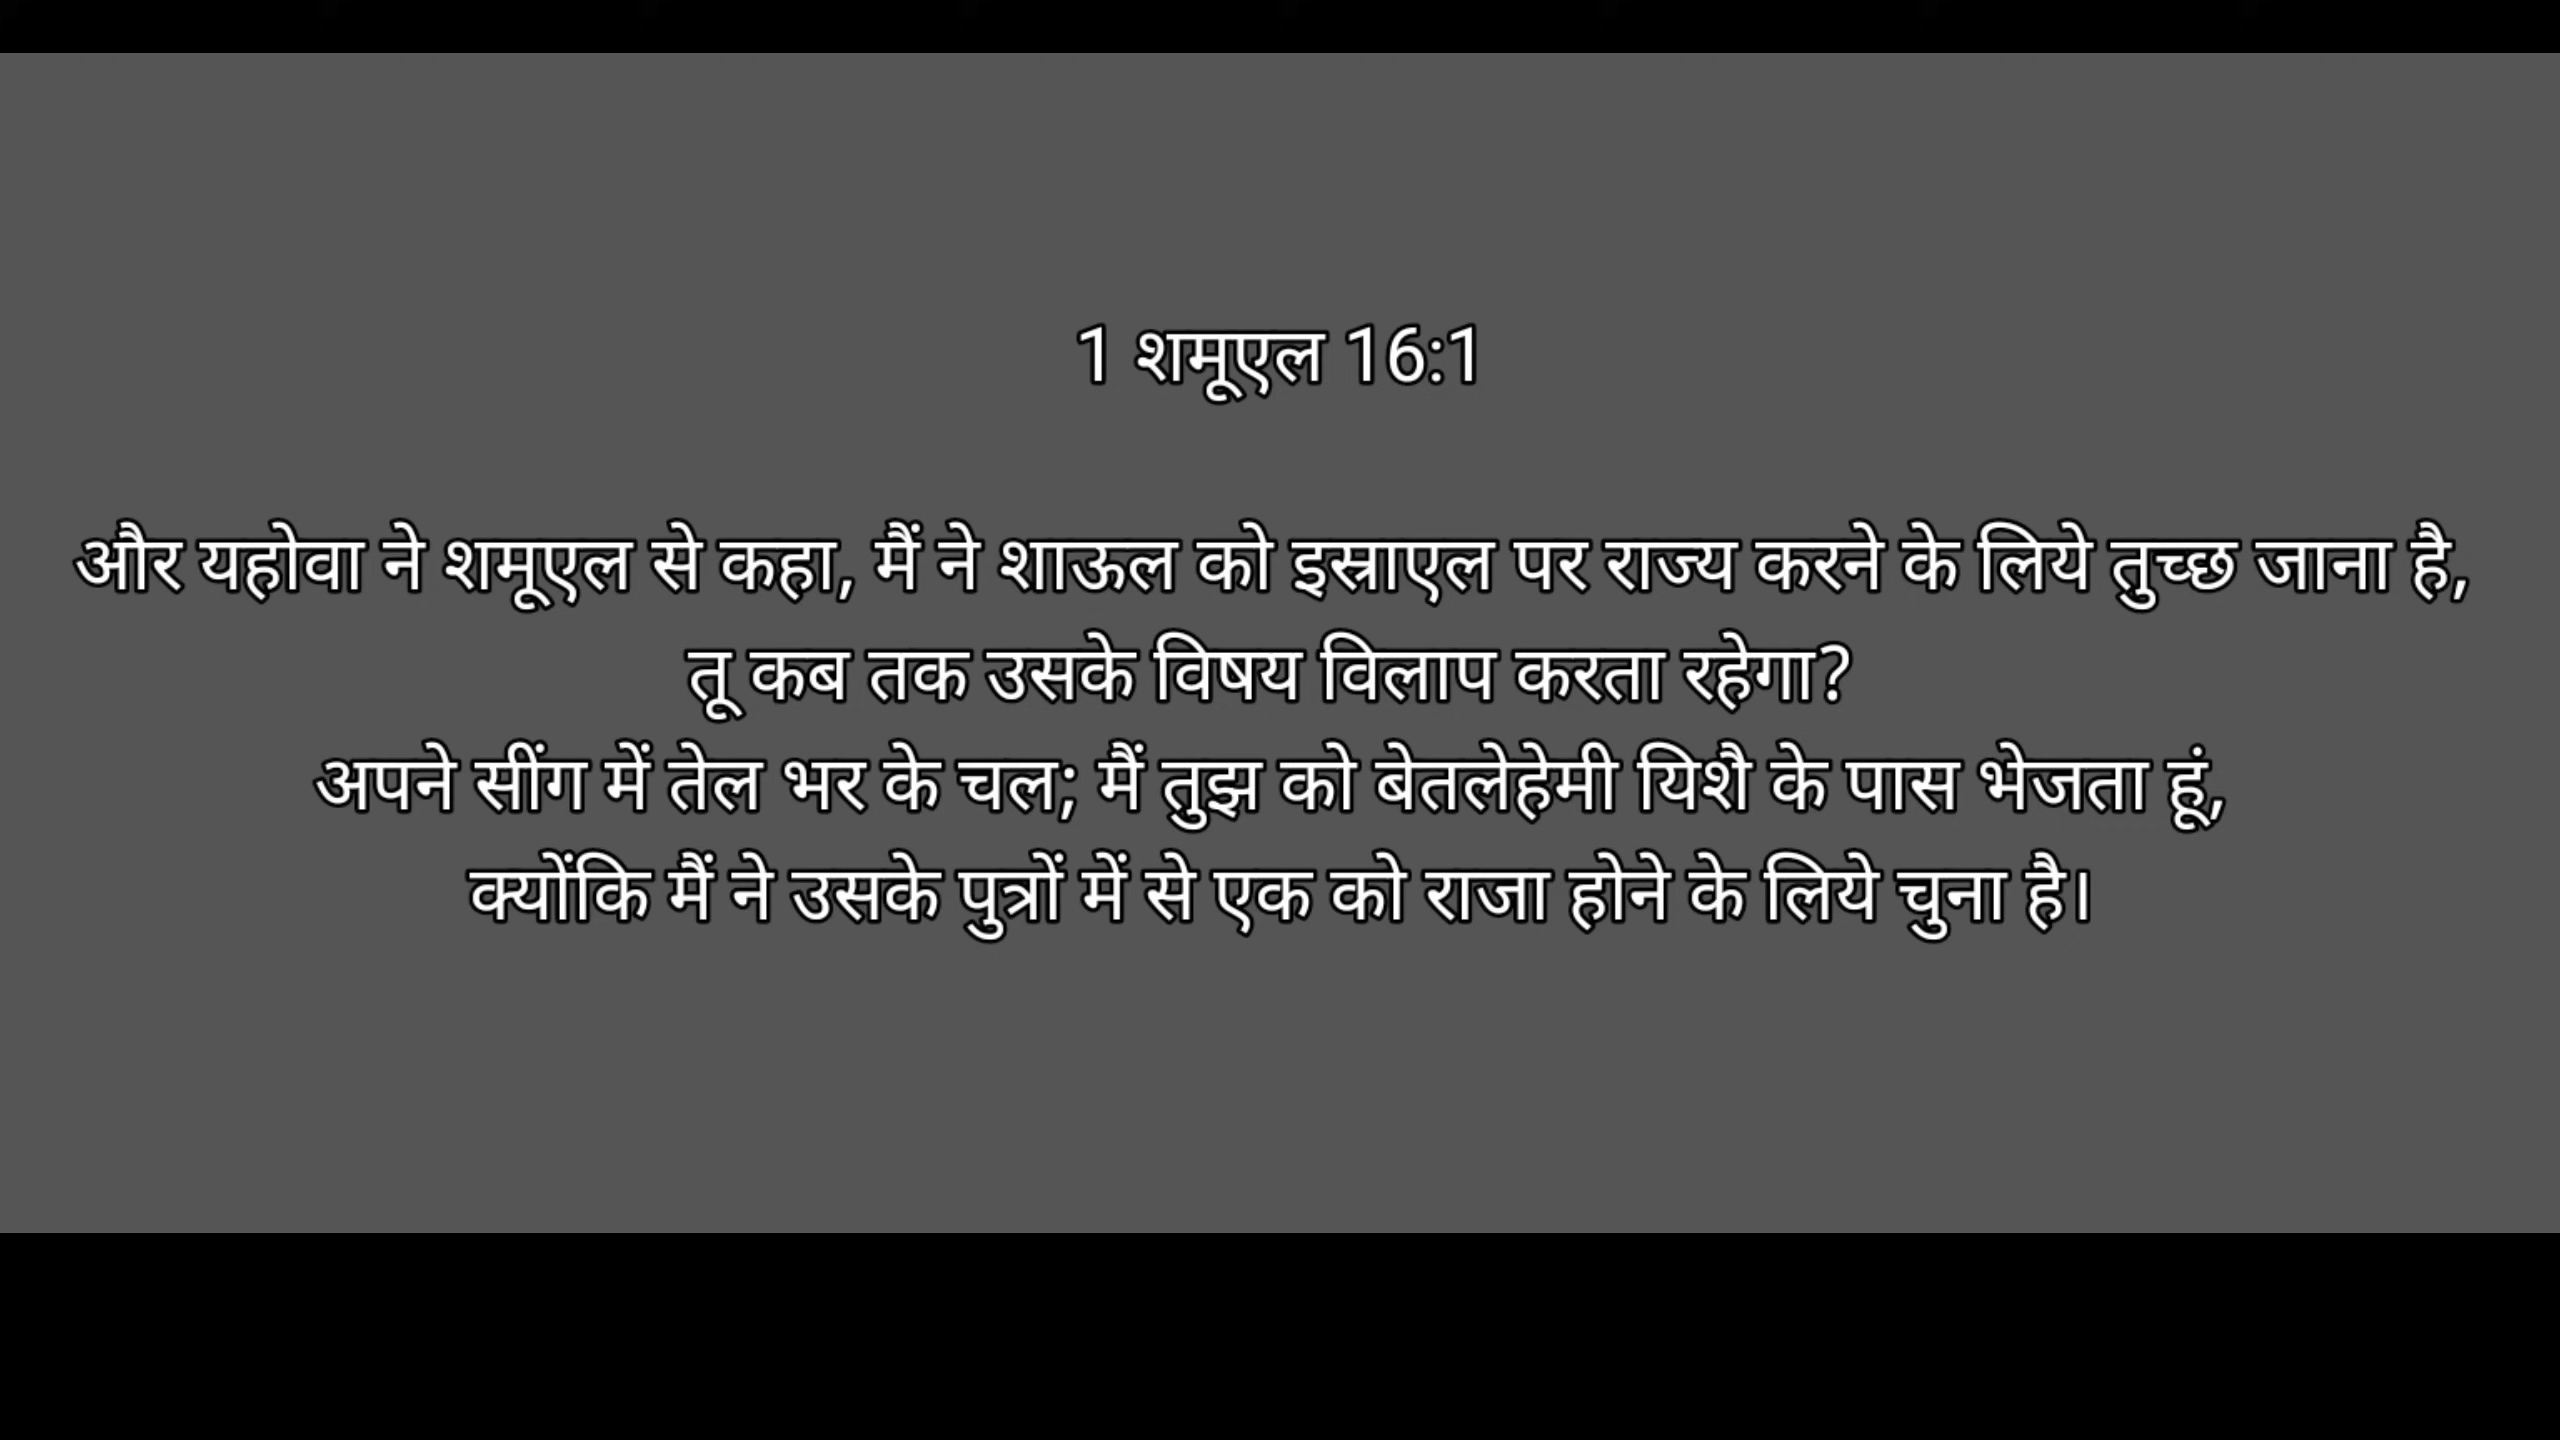 1 शमूएल 16:1
और यहोवा ने शमूएल से कहा, मैं ने शाऊल को इस्राएल पर राज्य करने के लिये तुच्छ जाना है,
तू कब तक उसके विषय विलाप करता रहेगा?
अपने सींग में तेल भर के चल; मैं तुझ को बेतलेहेमी यिशै के पास भेजता हूं,
क्योंकि मैं ने उसके पुत्रों में से एक को राजा होने के लिये चुना है।